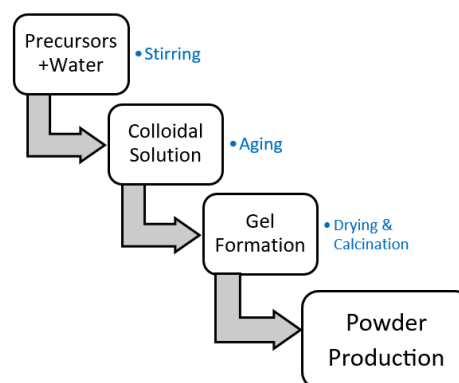 Precursors
+Water
• Stirring
Colloidal
Solution
• Aging
Gel
Formation
• Drying &
Calcination
Powder
Production